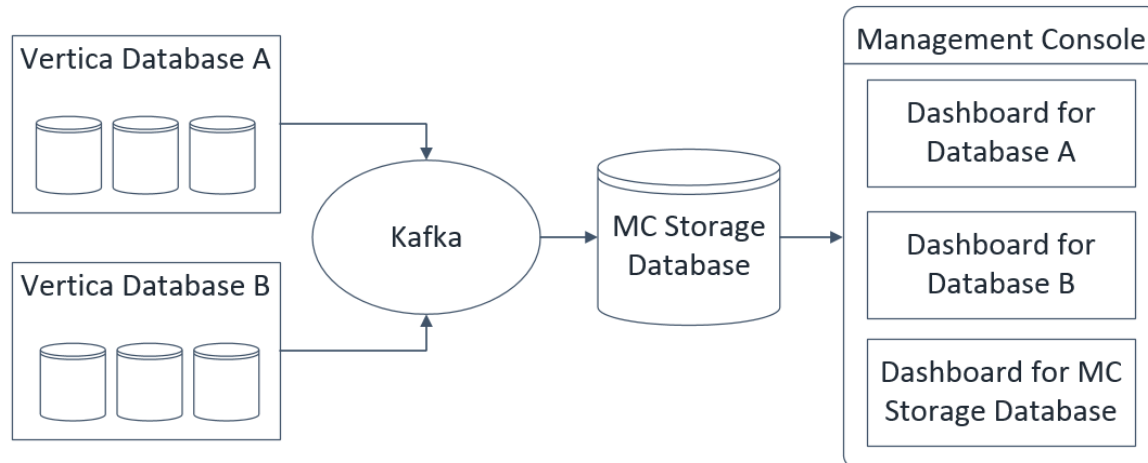 Vertica Database A
Vertica Database B
Kafka
MC Storage
Database
Management Console
Dashboard for
Database A
Dashboard for
Database B
Dashboard for MC
Storage Database